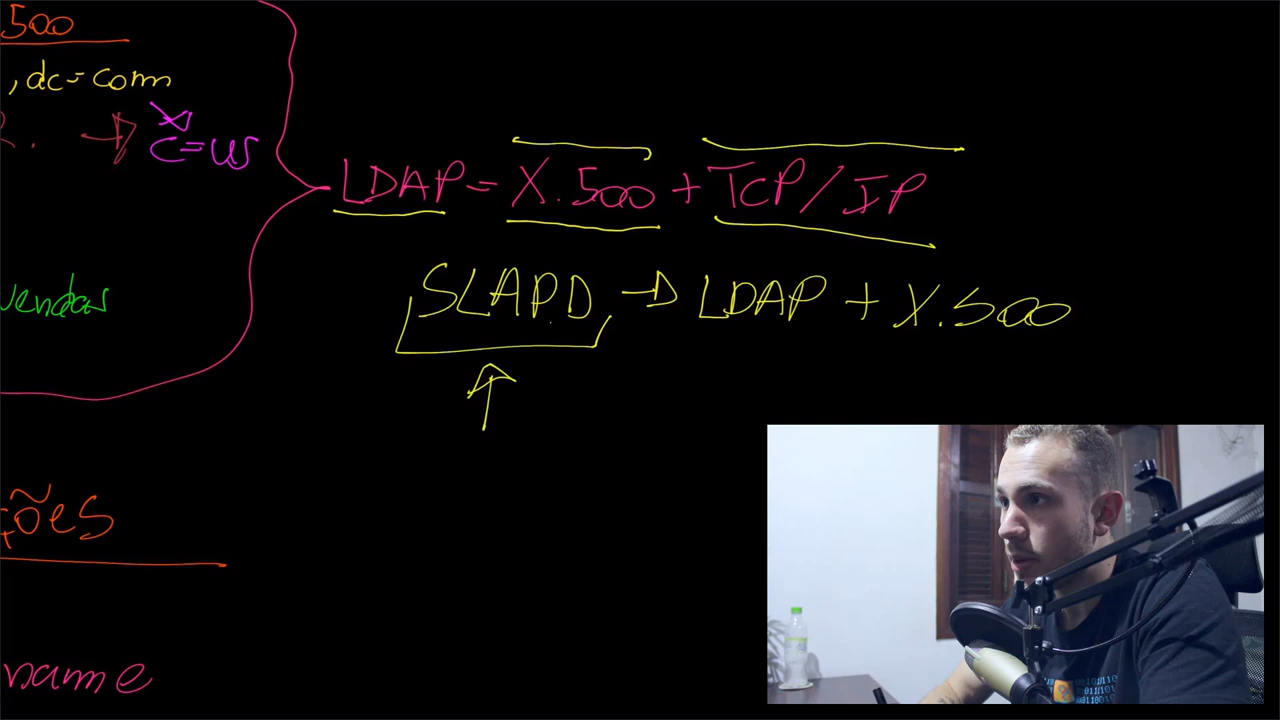 500
, dc=com
R. → c=us
LDAP = X.500 + TCP/IP
SLAPD → LDAP + X.500
vendas
ções
name